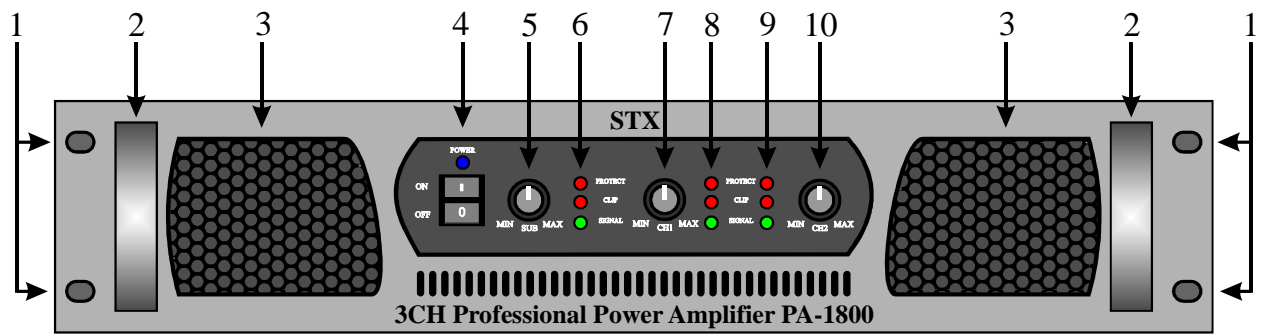 1 2 3 4 5 6 7 8 9 10 3 2 1
STX
POWER
ON
OFF
I
0
MIN SUB MAX
PROTECT
CLIP
SIGNAL
MIN CH1 MAX
PROTECT
CLIP
SIGNAL
MIN CH2 MAX
1 1
3CH Professional Power Amplifier PA-1800